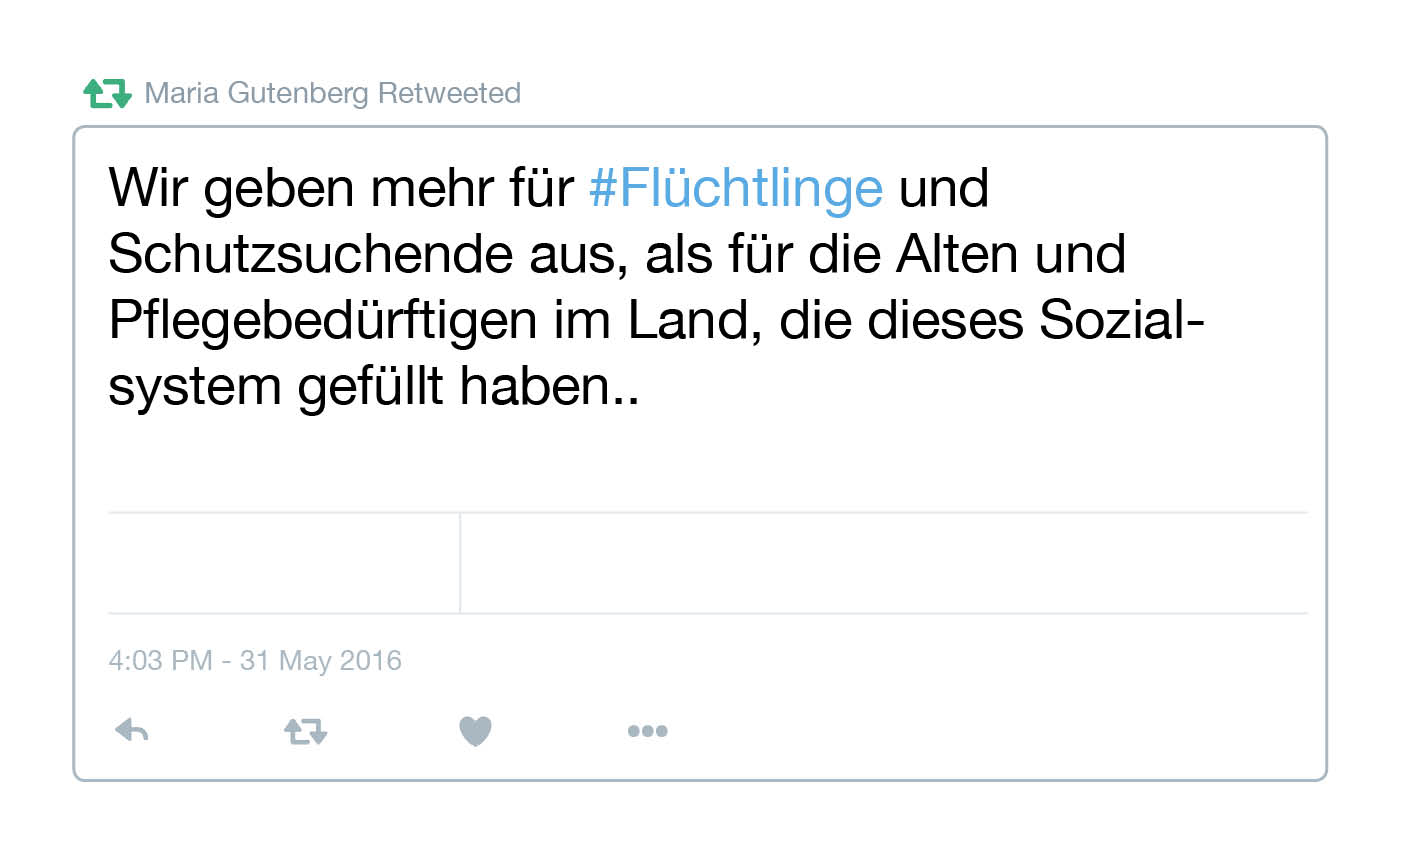 Maria Gutenberg Retweeted
Wir geben mehr für #Flüchtlinge und
Schutzsuchende aus, als für die Alten und
Pflegebedürftigen im Land, die dieses Sozial-
system gefüllt haben..
4:03 PM - 31 May 2016